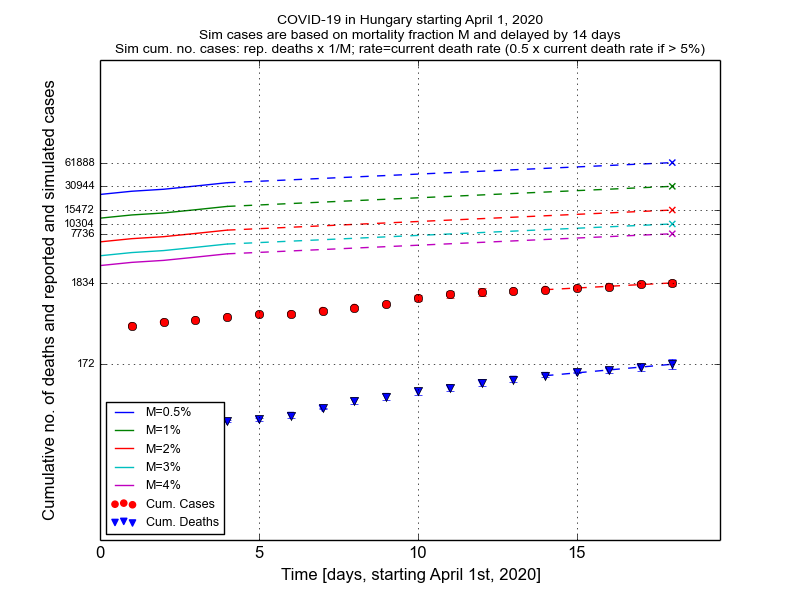 COVID-19 in Hungary starting April 1, 2020
Sim cases are based on mortality fraction M and delayed by 14 days
Sim cum. no. cases: rep. deaths x 1/M; rate=current death rate (0.5 x current death rate if > 5%)
Cumulative no. of deaths and reported and simulated cases
61888
30944
15472
10304
7736
1834
172
M=0.5%
M=1%
M=2%
M=3%
M=4%
Cum. Cases
Cum. Deaths
0 5 10 15
Time [days, starting April 1st, 2020]